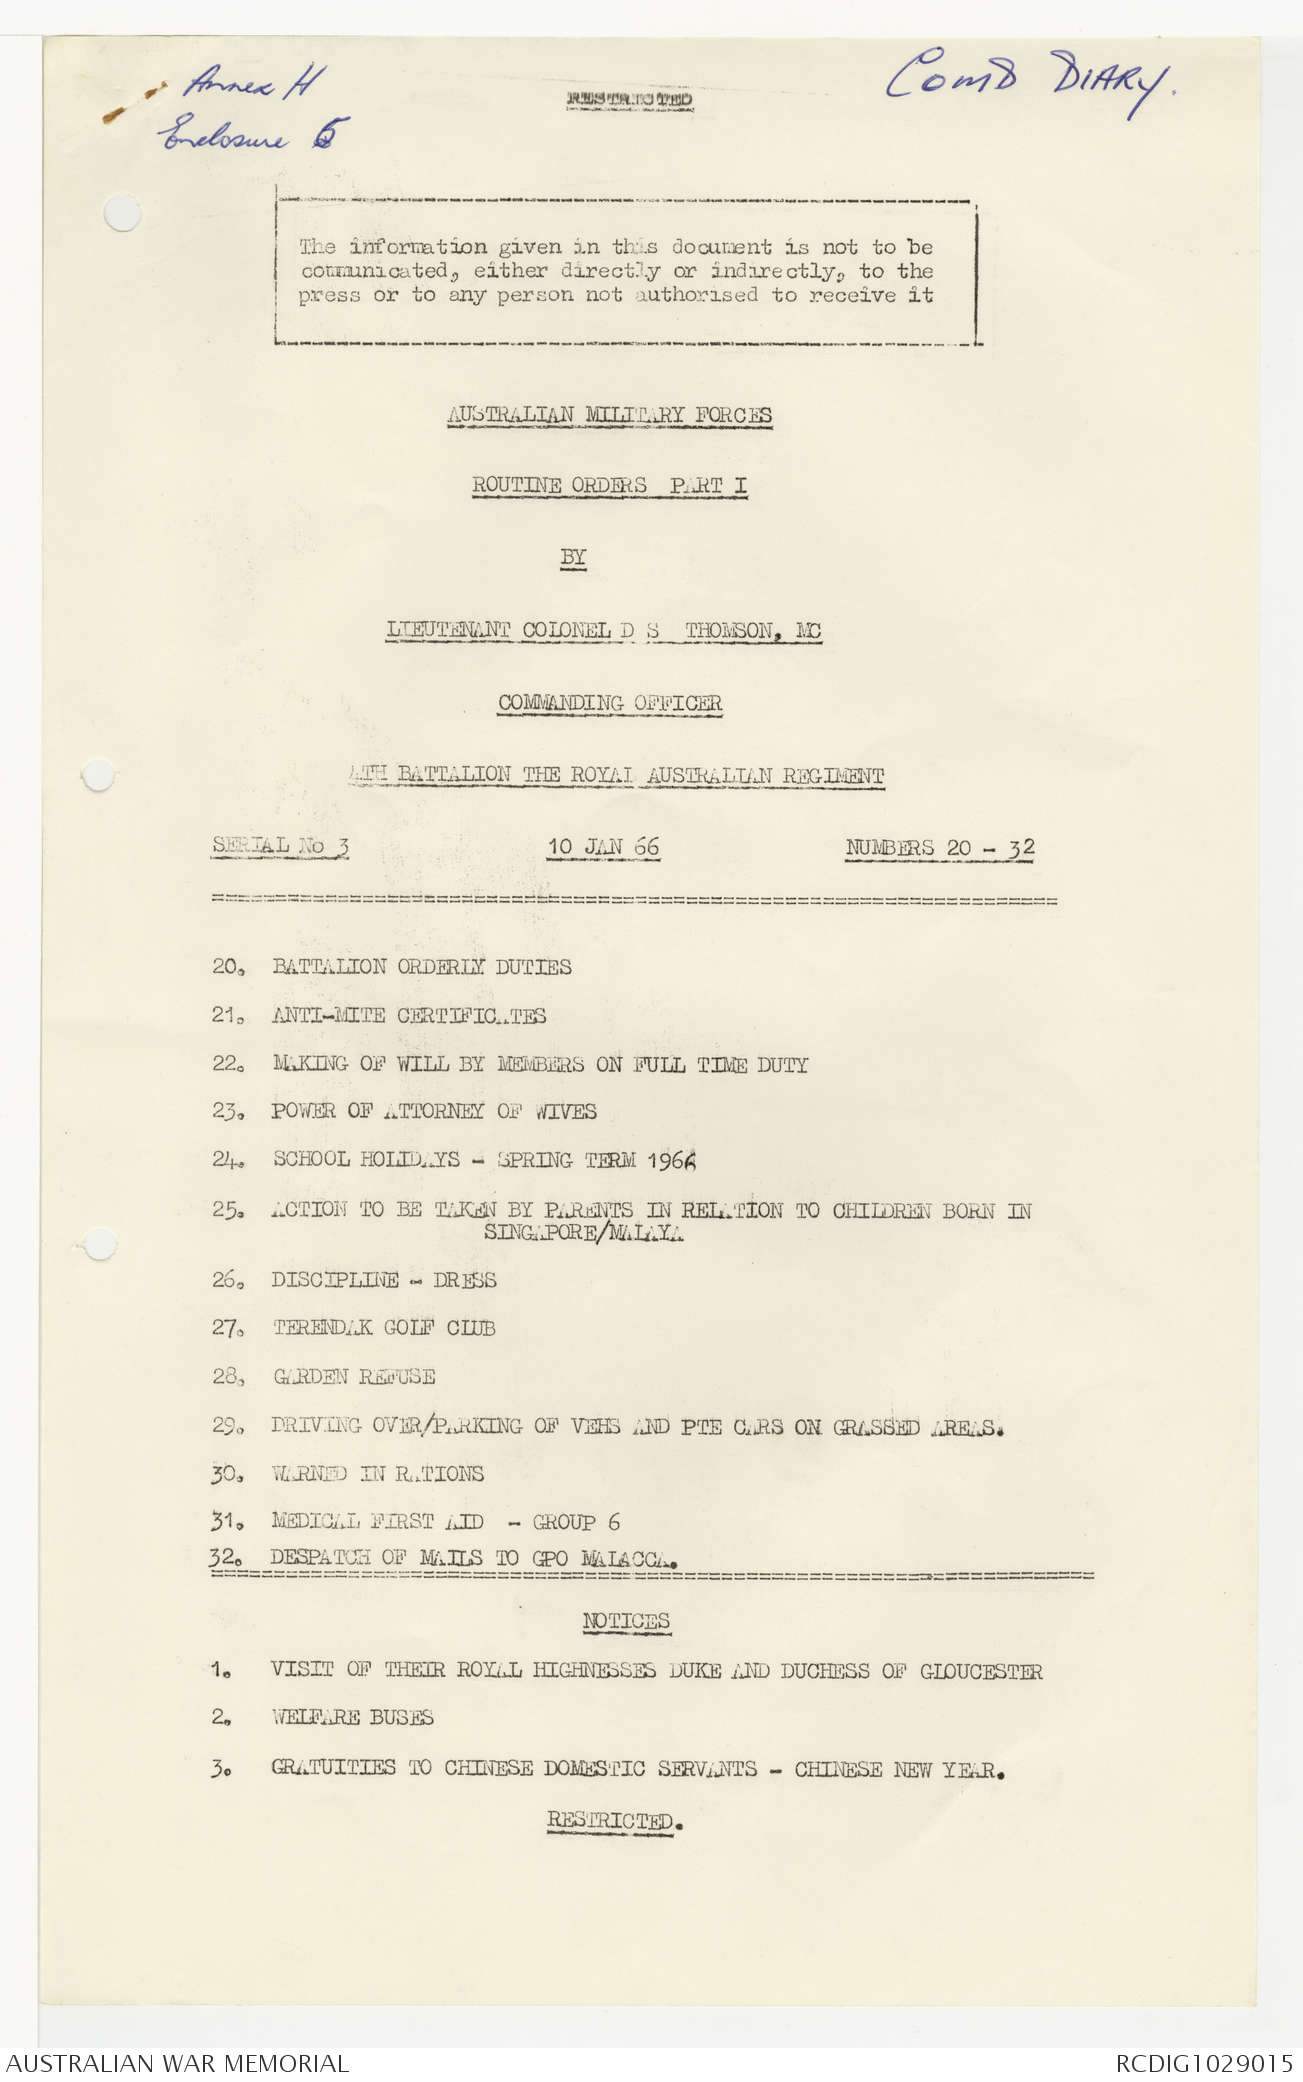 Annex H
Enclosure 6
RESTRICTED
Comd DIARY.
The information given in this document is not to be
communicated, either directly or indirectly, to the
press or to any person not authorised to receive it
AUSTRALIAN MILITARY FORCES
ROUTINE ORDERS PART I
BY
LIEUTENANT COLONEL D S THOMSON, MC
COMMANDING OFFICER
4TH BATTALION THE ROYAL AUSTRALIAN REGIMENT
SERIAL No 3 10 JAN 66 NUMBERS 20 - 32
20. BATTALION ORDERLY DUTIES
21. ANTI-MITE CERTIFICATES
22. MAKING OF WILL BY MEMBERS ON FULL TIME DUTY
23. POWER OF ATTORNEY OF WIVES
24. SCHOOL HOLIDAYS - SPRING TERM 1966
25. ACTION TO BE TAKEN BY PARENTS IN RELATION TO CHILDREN BORN IN
SINGAPORE/MALAYA
26. DISCIPLINE - DRESS
27. TERENDAK GOLF CLUB
28. GARDEN REFUSE
29. DRIVING OVER/PARKING OF VEHS AND PTE CARS ON GRASSED AREAS.
30. WARNED IN RATIONS
31. MEDICAL FIRST AID - GROUP 6
32. DESPATCH OF MAILS TO GPO MALACCA.
NOTICES
1. VISIT OF THEIR ROYAL HIGHNESSES DUKE AND DUCHESS OF GLOUCESTER
2. WELFARE BUSES
3. GRATUITIES TO CHINESE DOMESTIC SERVANTS - CHINESE NEW YEAR.
RESTRICTED.
AUSTRALIAN WAR MEMORIAL RCDIG1029015